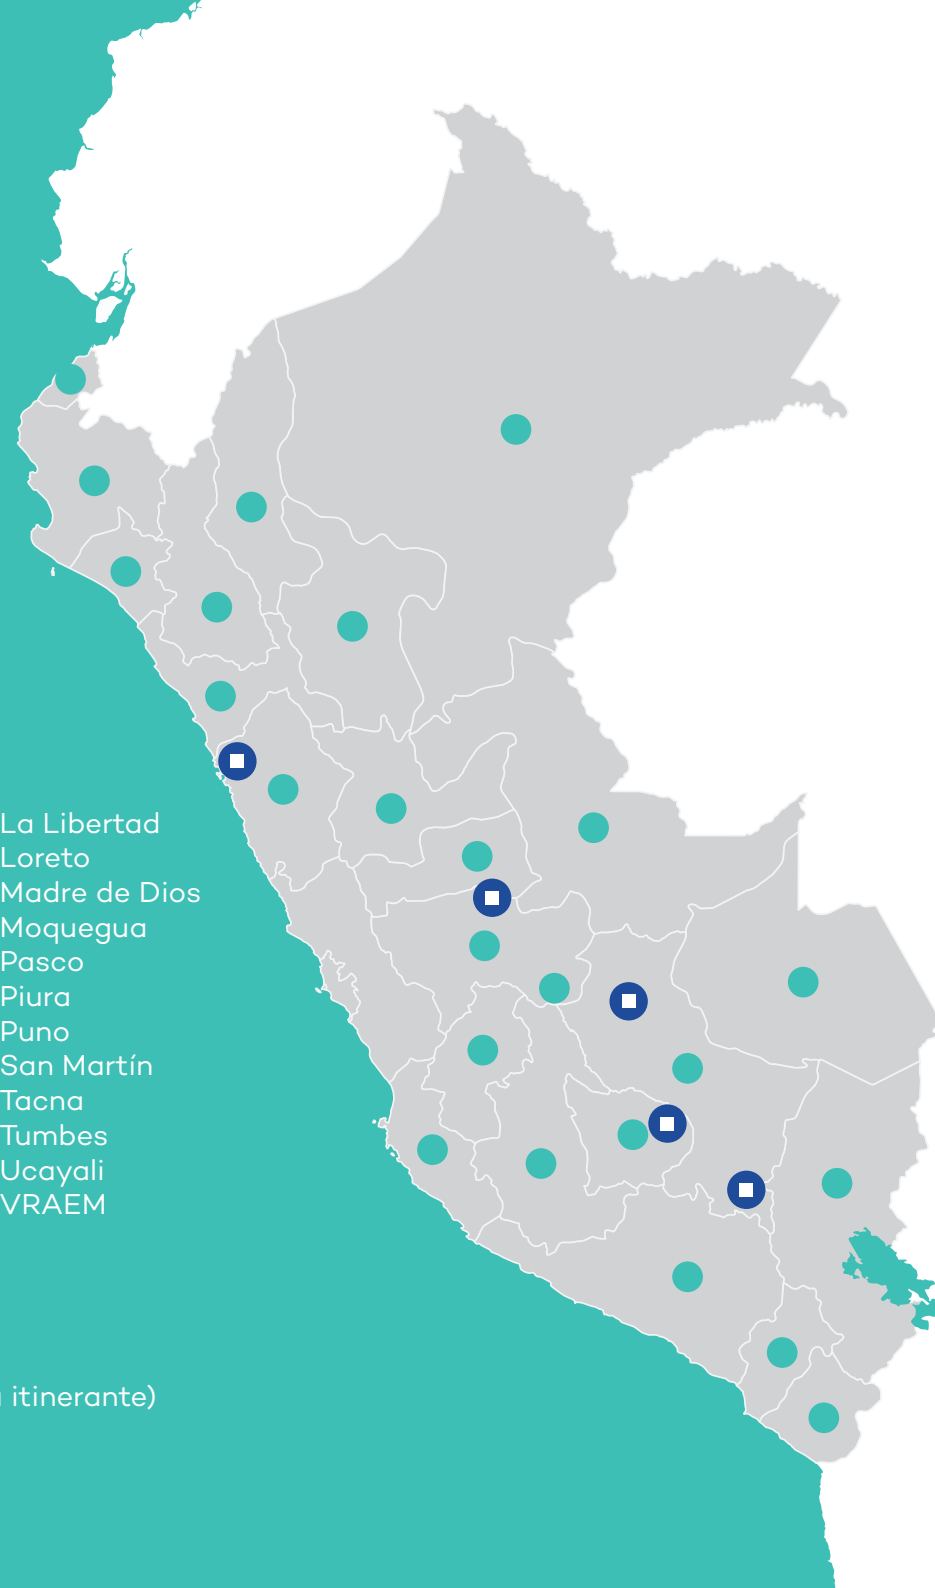 La Libertad
Loreto
Madre de Dios
Moquegua
Pasco
Piura
Puno
San Martín
Tacna
Tumbes
Ucayali
VRAEM
itinerante)